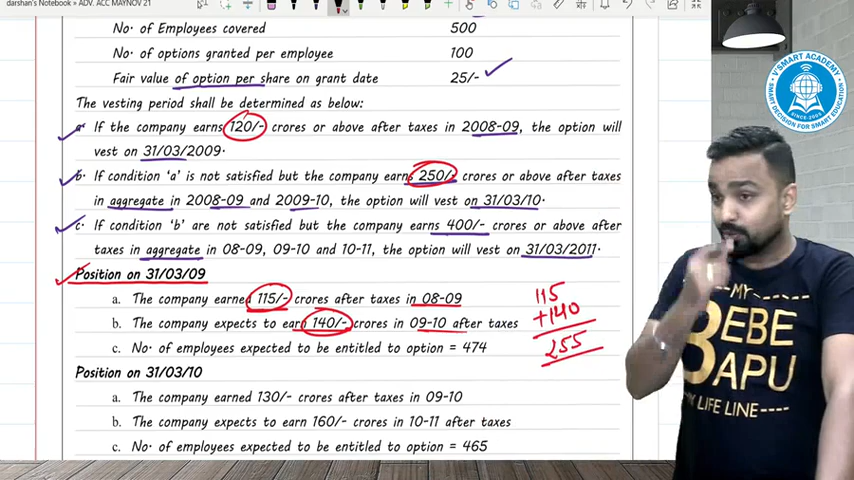 darshan's Notebook » ADV. ACC MAYNOV 21
No. of Employees covered 500
No. of options granted per employee 100
Fair value of option per share on grant date 25/-
The vesting period shall be determined as below:
a. If the company earns 120/- crores or above after taxes in 2008-09, the option will
vest on 31/03/2009.
b. If condition 'a' is not satisfied but the company earns 250/- crores or above after taxes
in aggregate in 2008-09 and 2009-10, the option will vest on 31/03/10.
c. If condition 'b' are not satisfied but the company earns 400/- crores or above after
taxes in aggregate in 08-09, 09-10 and 10-11, the option will vest on 31/03/2011.
Position on 31/03/09
a. The company earned 115/- crores after taxes in 08-09
b. The company expects to earn 140/- crores in 09-10 after taxes
c. No. of employees expected to be entitled to option = 474
115
+140
255
Position on 31/03/10
a. The company earned 130/- crores after taxes in 09-10
b. The company expects to earn 160/- crores in 10-11 after taxes
c. No. of employees expected to be entitled to option = 465
V'SMART ACADEMY
SMART DECISION FOR SMART EDUCATION
SINCE-2003
MY
BEBE
BAPU
MY LIFE LINE